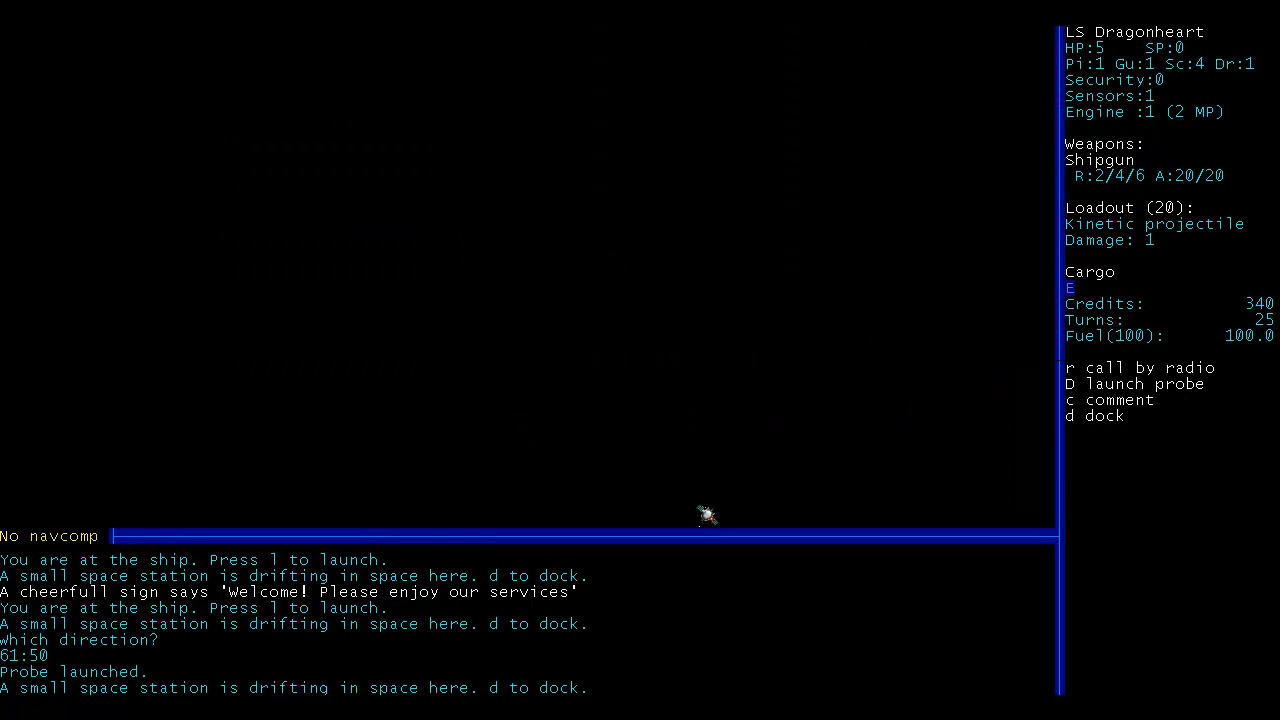 LS Dragonheart
HP:5 SP:0
Pi:1 Gu:1 Sc:4 Dr:1
Security:0
Sensors:1
Engine :1 (2 MP)
Weapons:
Shipgun
R:2/4/6 A:20/20
Loadout (20):
Kinetic projectile
Damage: 1
Cargo
E
Credits: 340
Turns: 25
Fuel(100): 100.0
r call by radio
D launch probe
c comment
d dock
No navcomp
You are at the ship. Press l to launch.
A small space station is drifting in space here. d to dock.
A cheerfull sign says 'Welcome! Please enjoy our services'
You are at the ship. Press l to launch.
A small space station is drifting in space here. d to dock.
Which direction?
61:50
Probe launched.
A small space station is drifting in space here. d to dock.